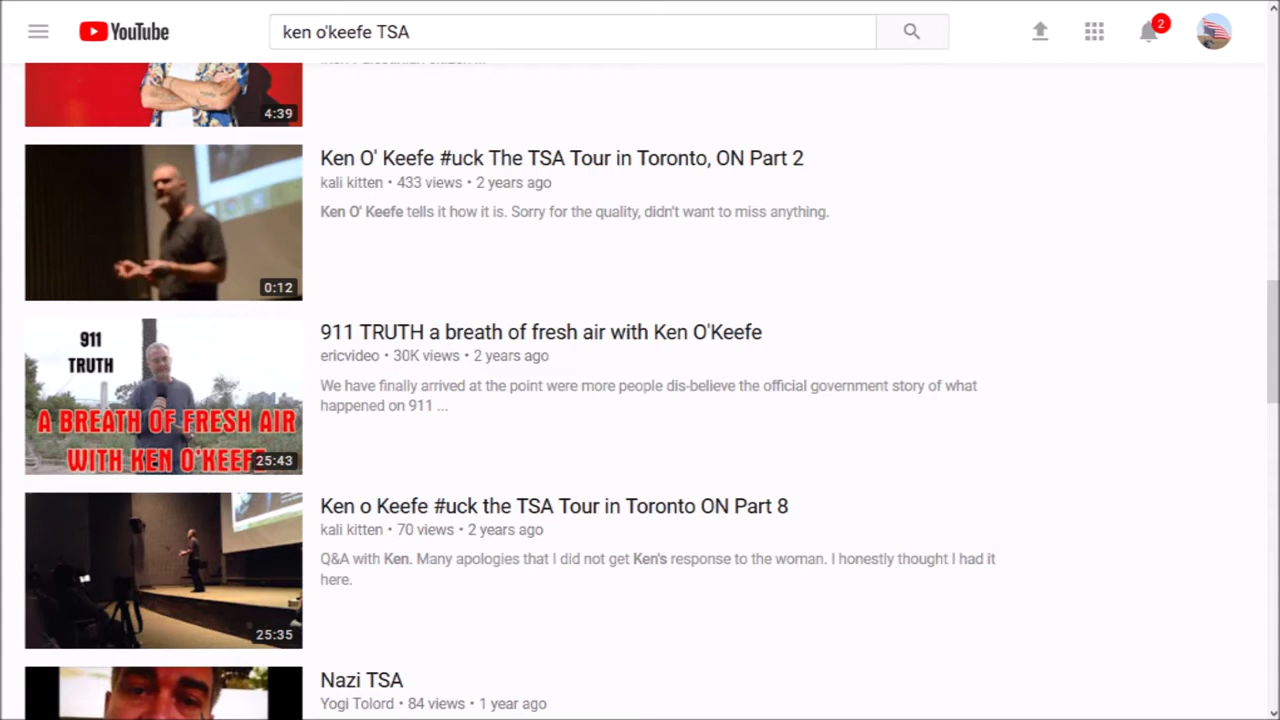 YouTube
ken o'keefe TSA
2
4:39
Ken O' Keefe #uck The TSA Tour in Toronto, ON Part 2
kali kitten • 433 views • 2 years ago
Ken O' Keefe tells it how it is. Sorry for the quality, didn't want to miss anything.
0:12
911
TRUTH
A BREATH OF FRESH AIR
WITH KEN O'KEEFE
25:43
911 TRUTH a breath of fresh air with Ken O'Keefe
ericvideo • 30K views • 2 years ago
We have finally arrived at the point were more people dis-believe the official government story of what
happened on 911 ...
Ken o Keefe #uck the TSA Tour in Toronto ON Part 8
kali kitten • 70 views • 2 years ago
Q&A with Ken. Many apologies that I did not get Ken's response to the woman. I honestly thought I had it
here.
25:35
Nazi TSA
Yogi Tolord • 84 views • 1 year ago